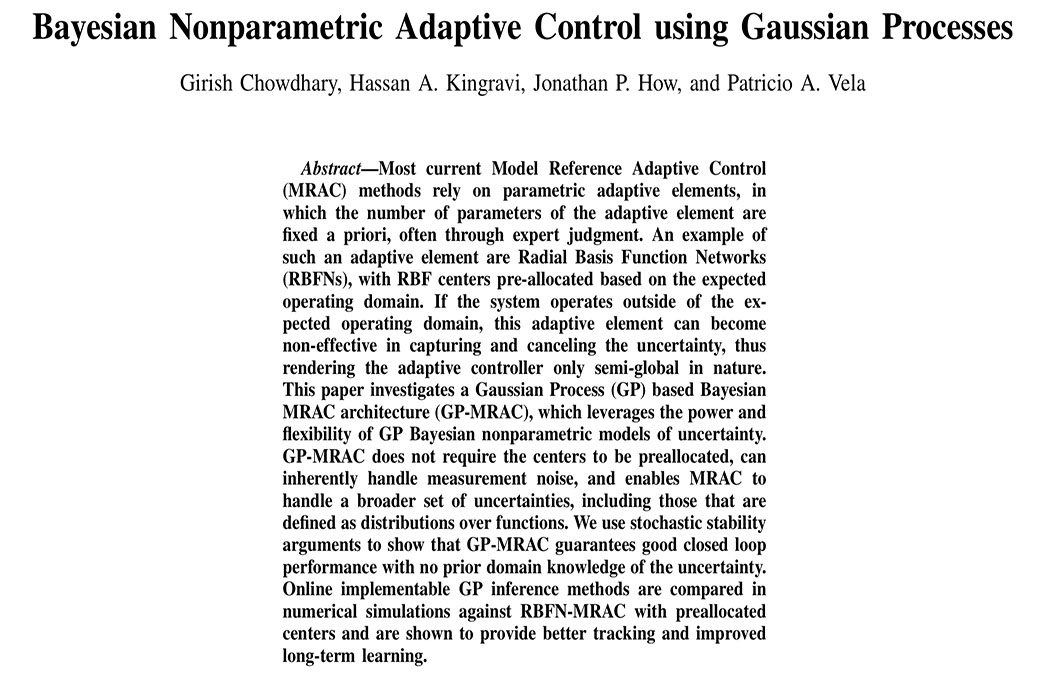 Bayesian Nonparametric Adaptive Control using Gaussian Processes
Girish Chowdhary, Hassan A. Kingravi, Jonathan P. How, and Patricio A. Vela
Abstract—Most current Model Reference Adaptive Control
(MRAC) methods rely on parametric adaptive elements, in
which the number of parameters of the adaptive element are
fixed a priori, often through expert judgment. An example of
such an adaptive element are Radial Basis Function Networks
(RBFNs), with RBF centers pre-allocated based on the expected
operating domain. If the system operates outside of the ex-
pected operating domain, this adaptive element can become
non-effective in capturing and canceling the uncertainty, thus
rendering the adaptive controller only semi-global in nature.
This paper investigates a Gaussian Process (GP) based Bayesian
MRAC architecture (GP-MRAC), which leverages the power and
flexibility of GP Bayesian nonparametric models of uncertainty.
GP-MRAC does not require the centers to be preallocated, can
inherently handle measurement noise, and enables MRAC to
handle a broader set of uncertainties, including those that are
defined as distributions over functions. We use stochastic stability
arguments to show that GP-MRAC guarantees good closed loop
performance with no prior domain knowledge of the uncertainty.
Online implementable GP inference methods are compared in
numerical simulations against RBFN-MRAC with preallocated
centers and are shown to provide better tracking and improved
long-term learning.